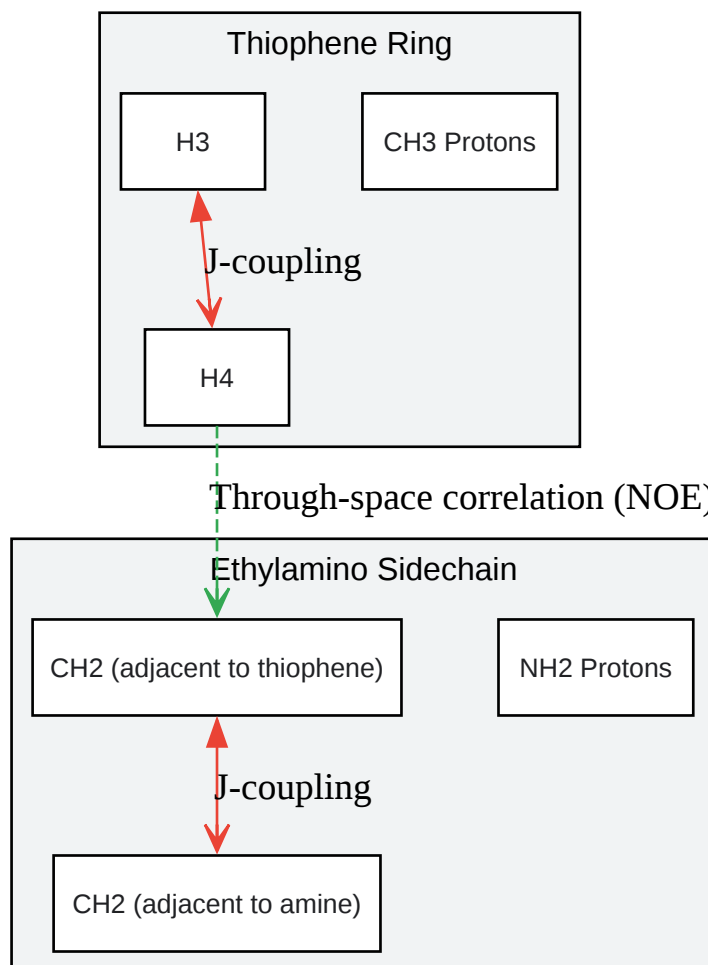 Thiophene Ring
H3
CH3 Protons
J-coupling
H4
Through-space correlation (NOE)
Ethylamino Sidechain
CH2 (adjacent to thiophene)
NH2 Protons
J-coupling
CH2 (adjacent to amine)